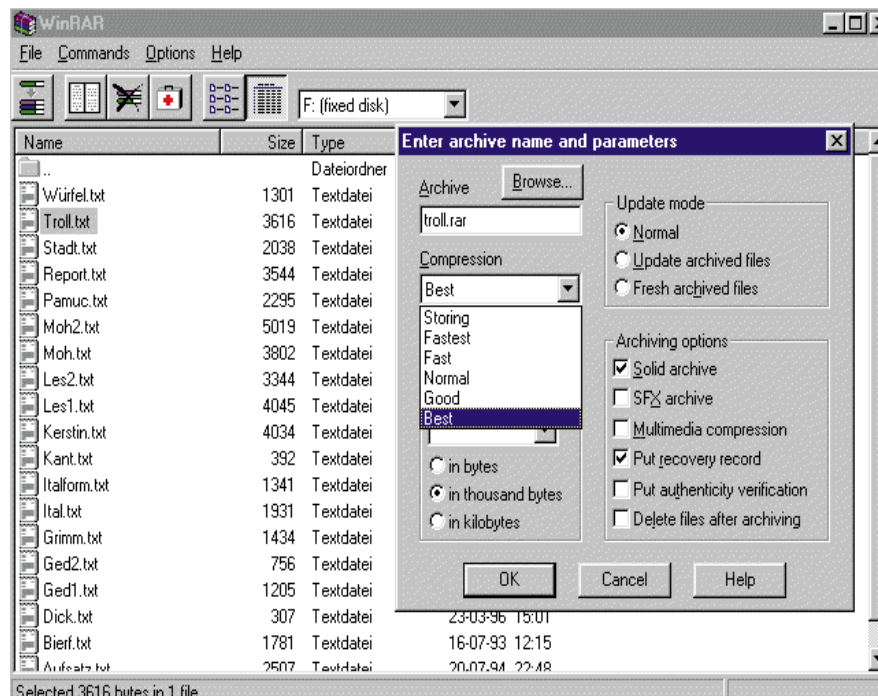 WinRAR
File Commands Options Help
F: (fixed disk)
Name Size Type
.. Dateiordner
Würfel.txt 1301 Textdatei
Troll.txt 3616 Textdatei
Stadt.txt 2038 Textdatei
Report.txt 3544 Textdatei
Pamuc.txt 2295 Textdatei
Moh2.txt 5019 Textdatei
Moh.txt 3802 Textdatei
Les2.txt 3344 Textdatei
Les1.txt 4045 Textdatei
Kerstin.txt 4034 Textdatei
Kant.txt 392 Textdatei
Italform.txt 1341 Textdatei
Ital.txt 1931 Textdatei
Grimm.txt 1434 Textdatei
Ged2.txt 756 Textdatei
Ged1.txt 1205 Textdatei
Dick.txt 307 Textdatei 23-03-96 15:01
Bierf.txt 1781 Textdatei 16-07-93 12:15
Aufsatz.txt 2507 Textdatei 20-07-94 22:48
Selected 3616 bytes in 1 file
Enter archive name and parameters
Archive
Browse...
troll.rar
Compression
Best
Storing
Fastest
Fast
Normal
Good
Best
in bytes
in thousand bytes
in kilobytes
Update mode
Normal
Update archived files
Fresh archived files
Archiving options
Solid archive
SFX archive
Multimedia compression
Put recovery record
Put authenticity verification
Delete files after archiving
OK
Cancel
Help